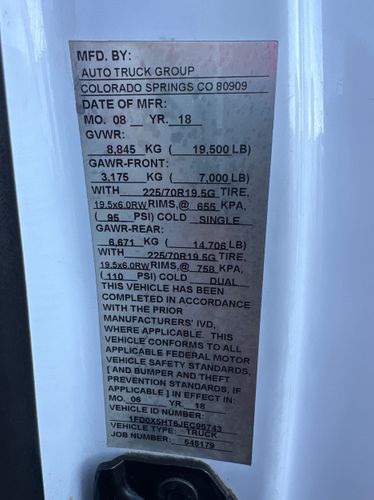 MFD. BY:
AUTO TRUCK GROUP
COLORADO SPRINGS CO 80909
DATE OF MFR:
MO. 08 YR. 18
GVWR:
8,845 KG ( 19,500 LB)
GAWR-FRONT:
3,175 KG ( 7,000 LB)
WITH 225/70R19.5G TIRE,
19.5x6.0RW RIMS,@ 655 KPA,
( 95 PSI) COLD SINGLE
GAWR-REAR:
6,671 KG ( 14,706 LB)
WITH 225/70R19.5G TIRE,
19.5x6.0RW RIMS,@ 758 KPA,
(110 PSI) COLD DUAL
THIS VEHICLE HAS BEEN
COMPLETED IN ACCORDANCE
WITH THE PRIOR
MANUFACTURERS' IVD,
WHERE APPLICABLE. THIS
VEHICLE CONFORMS TO ALL
APPLICABLE FEDERAL MOTOR
VEHICLE SAFETY STANDARDS,
[ AND BUMPER AND THEFT
PREVENTION STANDARDS, IF
APPLICABLE ] IN EFFECT IN:
MO. 06 YR. 18
VEHICLE ID NUMBER:
1FD0X5HT6JEC95743
VEHICLE TYPE: TRUCK
JOB NUMBER: 545179